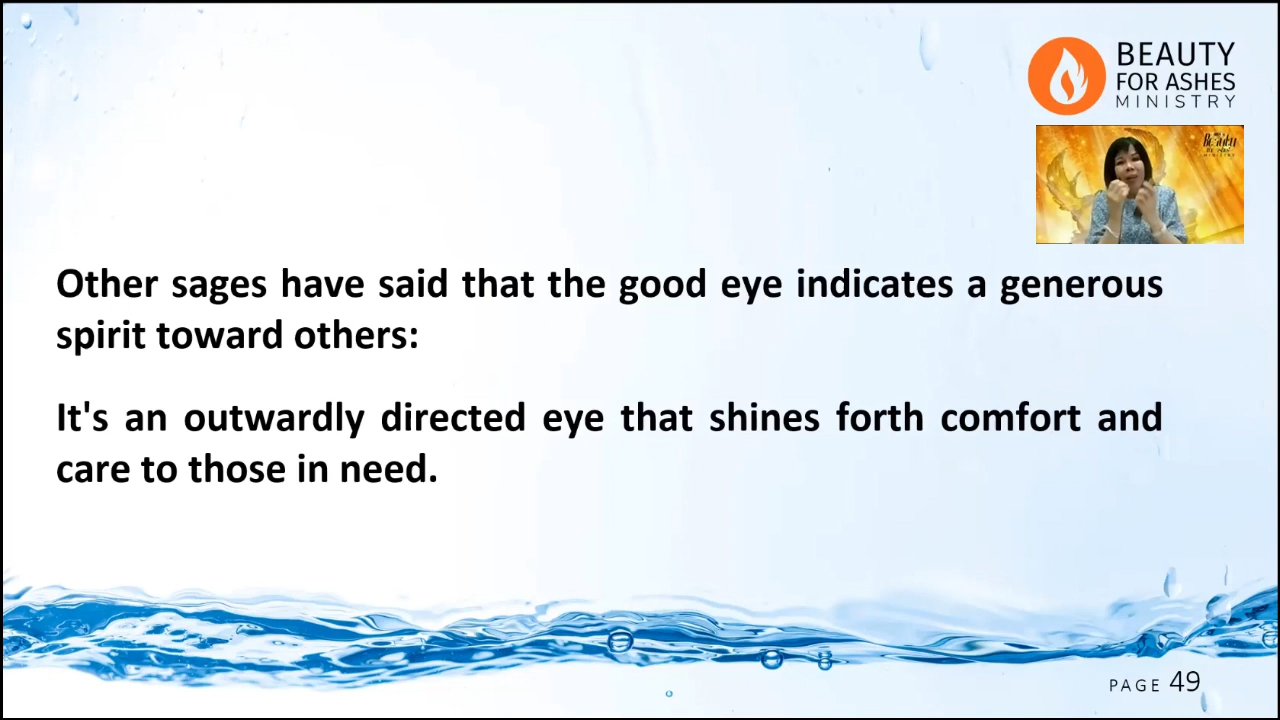 BEAUTY
FOR ASHES
MINISTRY
Other sages have said that the good eye indicates a generous
spirit toward others:
It's an outwardly directed eye that shines forth comfort and
care to those in need.
PAGE 49